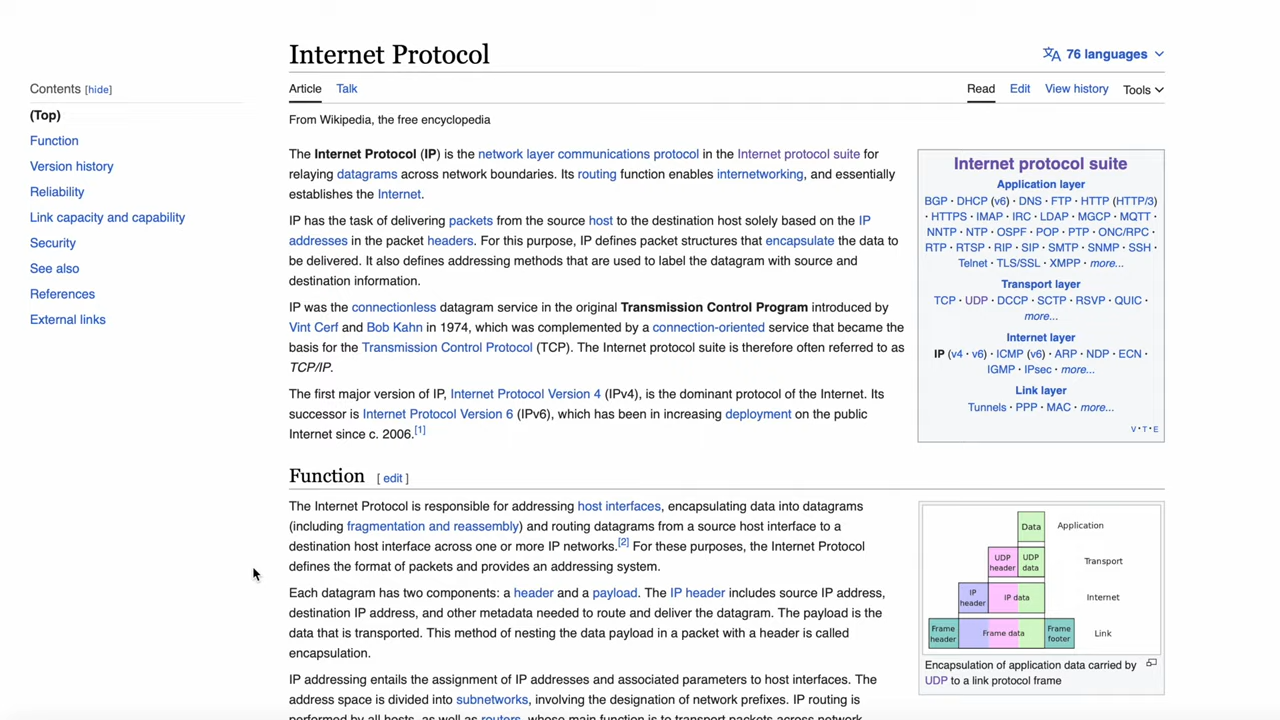 Internet Protocol
76 languages
Contents [hide]
(Top)
Function
Version history
Reliability
Link capacity and capability
Security
See also
References
External links
Article Talk
Read Edit View history Tools
From Wikipedia, the free encyclopedia
The Internet Protocol (IP) is the network layer communications protocol in the Internet protocol suite for
relaying datagrams across network boundaries. Its routing function enables internetworking, and essentially
establishes the Internet.
IP has the task of delivering packets from the source host to the destination host solely based on the IP
addresses in the packet headers. For this purpose, IP defines packet structures that encapsulate the data to
be delivered. It also defines addressing methods that are used to label the datagram with source and
destination information.
IP was the connectionless datagram service in the original Transmission Control Program introduced by
Vint Cerf and Bob Kahn in 1974, which was complemented by a connection-oriented service that became the
basis for the Transmission Control Protocol (TCP). The Internet protocol suite is therefore often referred to as
TCP/IP.
The first major version of IP, Internet Protocol Version 4 (IPv4), is the dominant protocol of the Internet. Its
successor is Internet Protocol Version 6 (IPv6), which has been in increasing deployment on the public
Internet since c. 2006.[1]
Internet protocol suite
Application layer
BGP · DHCP (v6) · DNS · FTP · HTTP (HTTP/3)
· HTTPS · IMAP · IRC · LDAP · MGCP · MQTT ·
NNTP · NTP · OSPF · POP · PTP · ONC/RPC ·
RTP · RTSP · RIP · SIP · SMTP · SNMP · SSH ·
Telnet · TLS/SSL · XMPP · more...
Transport layer
TCP · UDP · DCCP · SCTP · RSVP · QUIC ·
more...
Internet layer
IP (v4 · v6) · ICMP (v6) · ARP · NDP · ECN ·
IGMP · IPsec · more...
Link layer
Tunnels · PPP · MAC · more...
V·T·E
Function [ edit ]
The Internet Protocol is responsible for addressing host interfaces, encapsulating data into datagrams
(including fragmentation and reassembly) and routing datagrams from a source host interface to a
destination host interface across one or more IP networks.[2] For these purposes, the Internet Protocol
defines the format of packets and provides an addressing system.
Each datagram has two components: a header and a payload. The IP header includes source IP address,
destination IP address, and other metadata needed to route and deliver the datagram. The payload is the
data that is transported. This method of nesting the data payload in a packet with a header is called
encapsulation.
IP addressing entails the assignment of IP addresses and associated parameters to host interfaces. The
address space is divided into subnetworks, involving the designation of network prefixes. IP routing is
performed by all hosts, as well as routers, whose main function is to transport packets across network
Data Application
UDP header UDP data Transport
IP header IP data Internet
Frame header Frame data Frame footer Link
Encapsulation of application data carried by
UDP to a link protocol frame